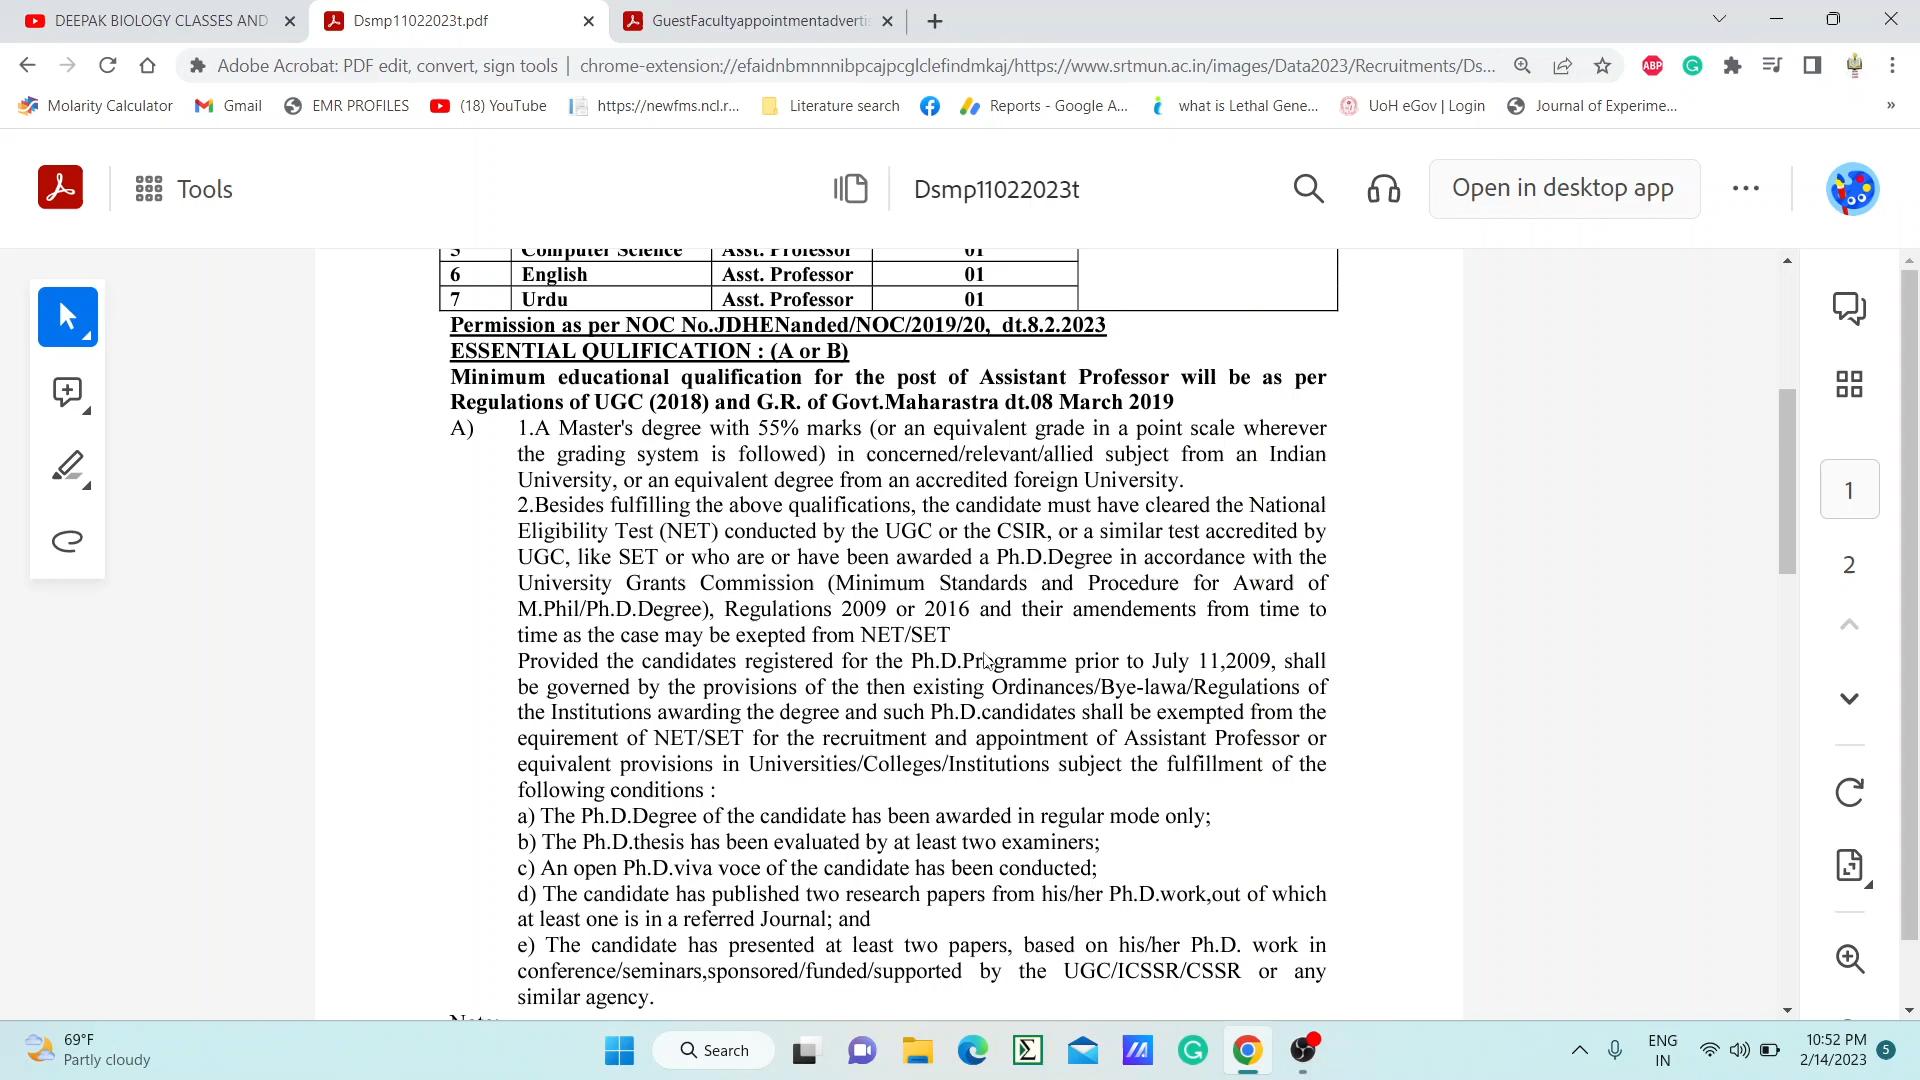 DEEPAK BIOLOGY CLASSES AND
Dsmp11022023t.pdf
GuestFacultyappointmentadverti
Adobe Acrobat: PDF edit, convert, sign tools
chrome-extension://efaidnbmnnnibpcajpcglclefindmkaj/https://www.srtmun.ac.in/images/Data2023/Recruitments/Ds...
ABP
Molarity Calculator
Gmail
EMR PROFILES
(18) YouTube
https://newfms.ncl.r...
Literature search
Reports - Google A...
what is Lethal Gene...
UoH eGov | Login
Journal of Experime...
»
Tools
Dsmp11022023t
Open in desktop app
5 Computer Science Asst. Professor 01
6 English Asst. Professor 01
7 Urdu Asst. Professor 01
Permission as per NOC No.JDHENanded/NOC/2019/20, dt.8.2.2023
ESSENTIAL QULIFICATION : (A or B)
Minimum educational qualification for the post of Assistant Professor will be as per
Regulations of UGC (2018) and G.R. of Govt.Maharastra dt.08 March 2019
A) 1.A Master's degree with 55% marks (or an equivalent grade in a point scale wherever
the grading system is followed) in concerned/relevant/allied subject from an Indian
University, or an equivalent degree from an accredited foreign University.
2.Besides fulfilling the above qualifications, the candidate must have cleared the National
Eligibility Test (NET) conducted by the UGC or the CSIR, or a similar test accredited by
UGC, like SET or who are or have been awarded a Ph.D.Degree in accordance with the
University Grants Commission (Minimum Standards and Procedure for Award of
M.Phil/Ph.D.Degree), Regulations 2009 or 2016 and their amendements from time to
time as the case may be exepted from NET/SET
Provided the candidates registered for the Ph.D.Programme prior to July 11,2009, shall
be governed by the provisions of the then existing Ordinances/Bye-lawa/Regulations of
the Institutions awarding the degree and such Ph.D.candidates shall be exempted from the
equirement of NET/SET for the recruitment and appointment of Assistant Professor or
equivalent provisions in Universities/Colleges/Institutions subject the fulfillment of the
following conditions :
a) The Ph.D.Degree of the candidate has been awarded in regular mode only;
b) The Ph.D.thesis has been evaluated by at least two examiners;
c) An open Ph.D.viva voce of the candidate has been conducted;
d) The candidate has published two research papers from his/her Ph.D.work,out of which
at least one is in a referred Journal; and
e) The candidate has presented at least two papers, based on his/her Ph.D. work in
conference/seminars,sponsored/funded/supported by the UGC/ICSSR/CSSR or any
similar agency.
1
2
69°F
Partly cloudy
Search
ENG
IN
10:52 PM
2/14/2023
5